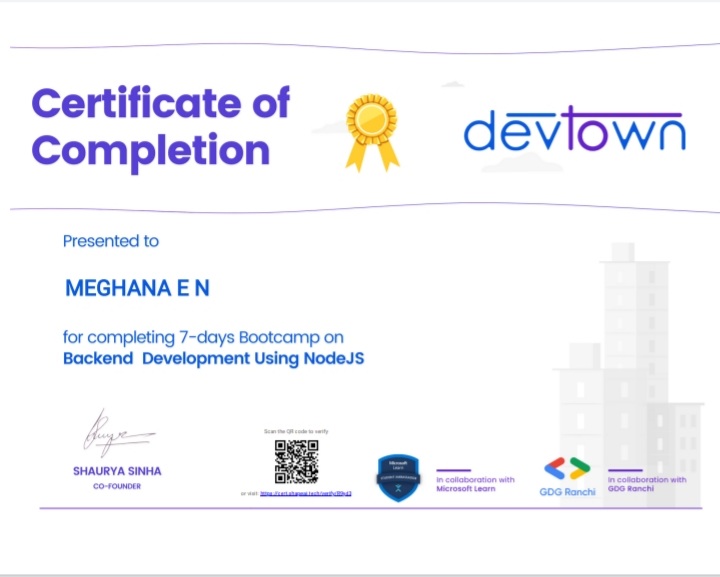 Certificate of
Completion
devtown
Presented to
MEGHANA E N
for completing 7-days Bootcamp on
Backend Development Using NodeJS
SHAURYA SINHA
CO-FOUNDER
Scan the QR code to verify
or visit
Microsoft
Learn
STUDENT AMBASSADOR
In collaboration with
Microsoft Learn
GDG Ranchi
In collaboration with
GDG Ranchi